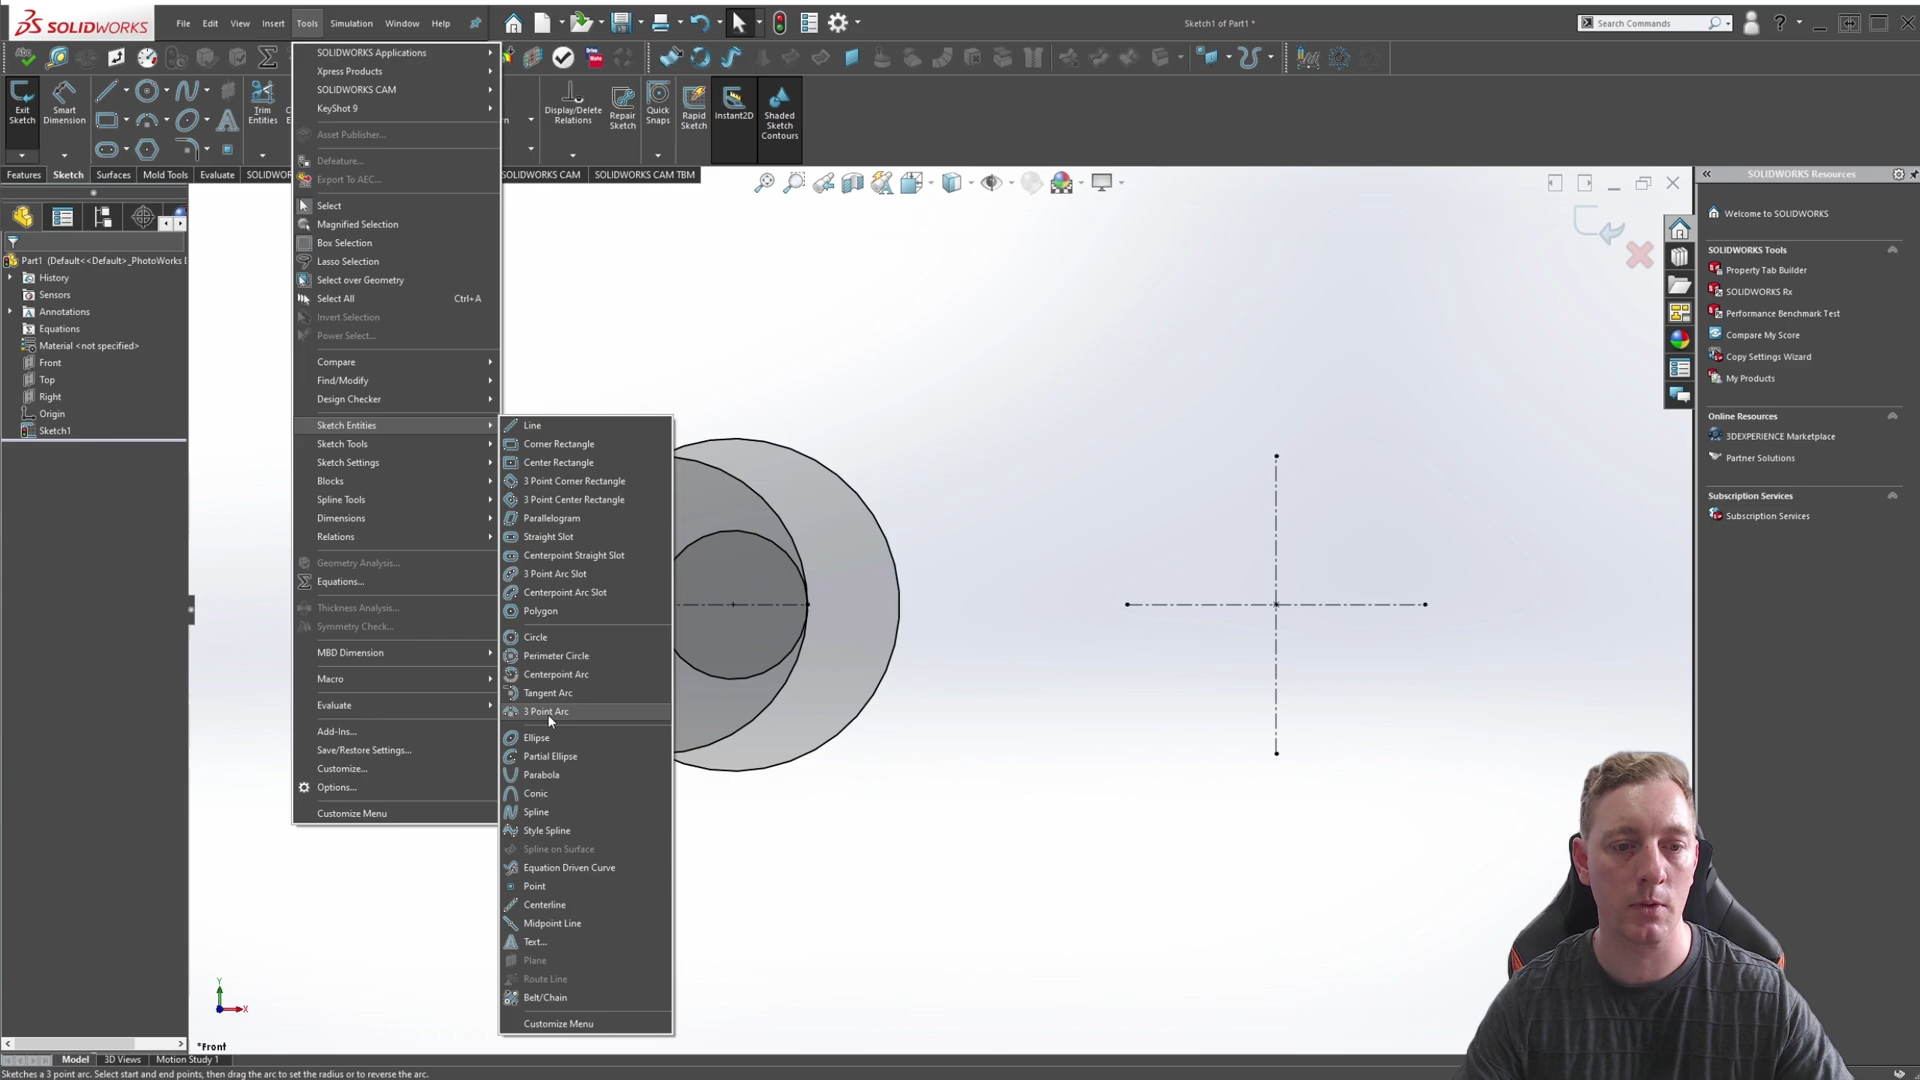 SOLIDWORKS
File Edit View Insert Tools Simulation Window Help
Sketch1 of Part1 *
Search Commands
Exit Sketch
Smart Dimension
Trim Entities
Display/Delete Relations
Repair Sketch
Quick Snaps
Rapid Sketch
Instant2D
Shaded Sketch Contours
Features Sketch Surfaces Mold Tools Evaluate SOLIDWOR SOLIDWORKS CAM SOLIDWORKS CAM TBM
Part1 (Default<<Default>_PhotoWorks
History
Sensors
Annotations
Equations
Material <not specified>
Front
Top
Right
Origin
Sketch1
SOLIDWORKS Applications
Xpress Products
SOLIDWORKS CAM
KeyShot 9
Asset Publisher...
Defeature...
Export To AEC...
Select
Magnified Selection
Box Selection
Lasso Selection
Select over Geometry
Select All Ctrl+A
Invert Selection
Power Select...
Compare
Find/Modify
Design Checker
Sketch Entities
Sketch Tools
Sketch Settings
Blocks
Spline Tools
Dimensions
Relations
Geometry Analysis...
Equations...
Thickness Analysis...
Symmetry Check...
MBD Dimension
Macro
Evaluate
Add-Ins...
Save/Restore Settings...
Customize...
Options...
Customize Menu
Line
Corner Rectangle
Center Rectangle
3 Point Corner Rectangle
3 Point Center Rectangle
Parallelogram
Straight Slot
Centerpoint Straight Slot
3 Point Arc Slot
Centerpoint Arc Slot
Polygon
Circle
Perimeter Circle
Centerpoint Arc
Tangent Arc
3 Point Arc
Ellipse
Partial Ellipse
Parabola
Conic
Spline
Style Spline
Spline on Surface
Equation Driven Curve
Point
Centerline
Midpoint Line
Text...
Plane
Route Line
Belt/Chain
Customize Menu
SOLIDWORKS Resources
Welcome to SOLIDWORKS
SOLIDWORKS Tools
Property Tab Builder
SOLIDWORKS Rx
Performance Benchmark Test
Compare My Score
Copy Settings Wizard
My Products
Online Resources
3DEXPERIENCE Marketplace
Partner Solutions
Subscription Services
Subscription Services
Y
X
*Front
Model 3D Views Motion Study 1
Sketches a 3 point arc. Select start and end points, then drag the arc to set the radius or to reverse the arc.